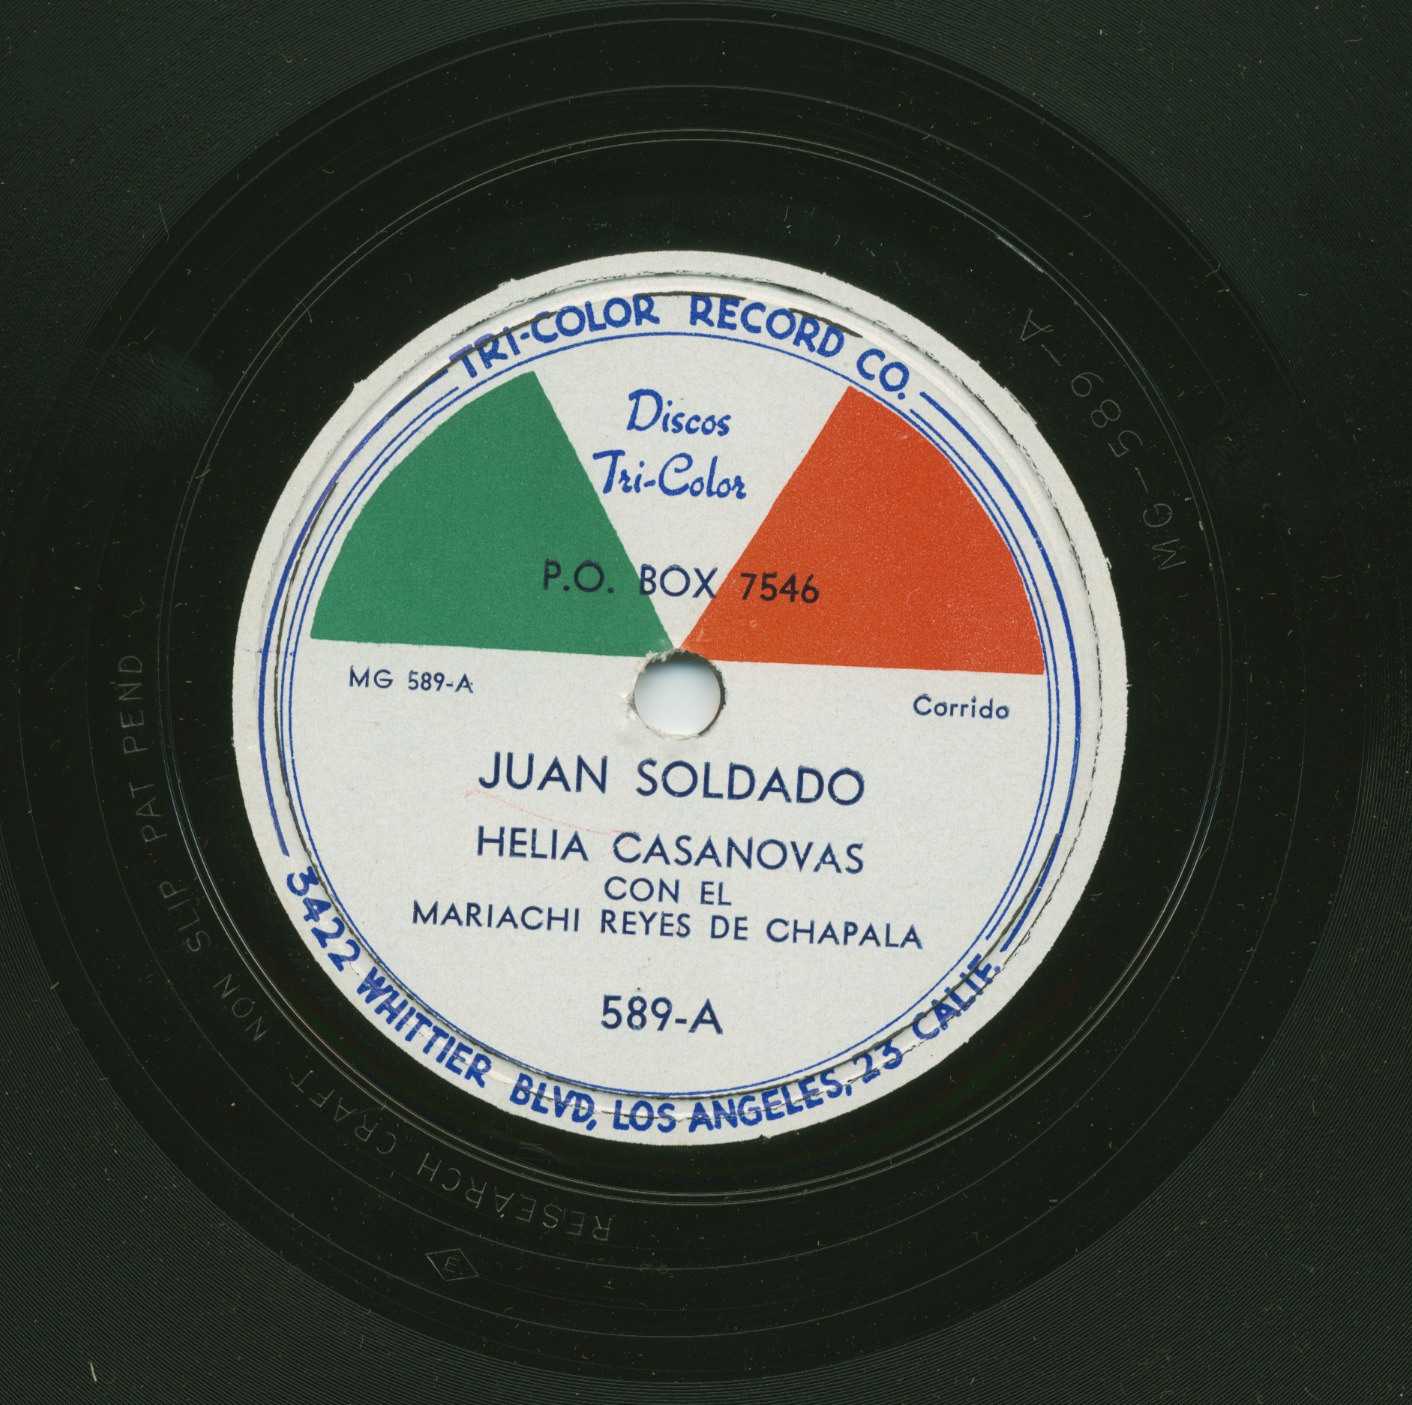 TRI-COLOR RECORD CO.
Discos
Tri-Color
P.O. BOX 7546
MG 589-A
Corrido
JUAN SOLDADO
HELIA CASANOVAS
CON EL
MARIACHI REYES DE CHAPALA
589-A
3422 WHITTIER BLVD, LOS ANGELES, 23 CALIF.
MG-589-A
RESEARCH CRAFT NON SLIP PAT PEND
E